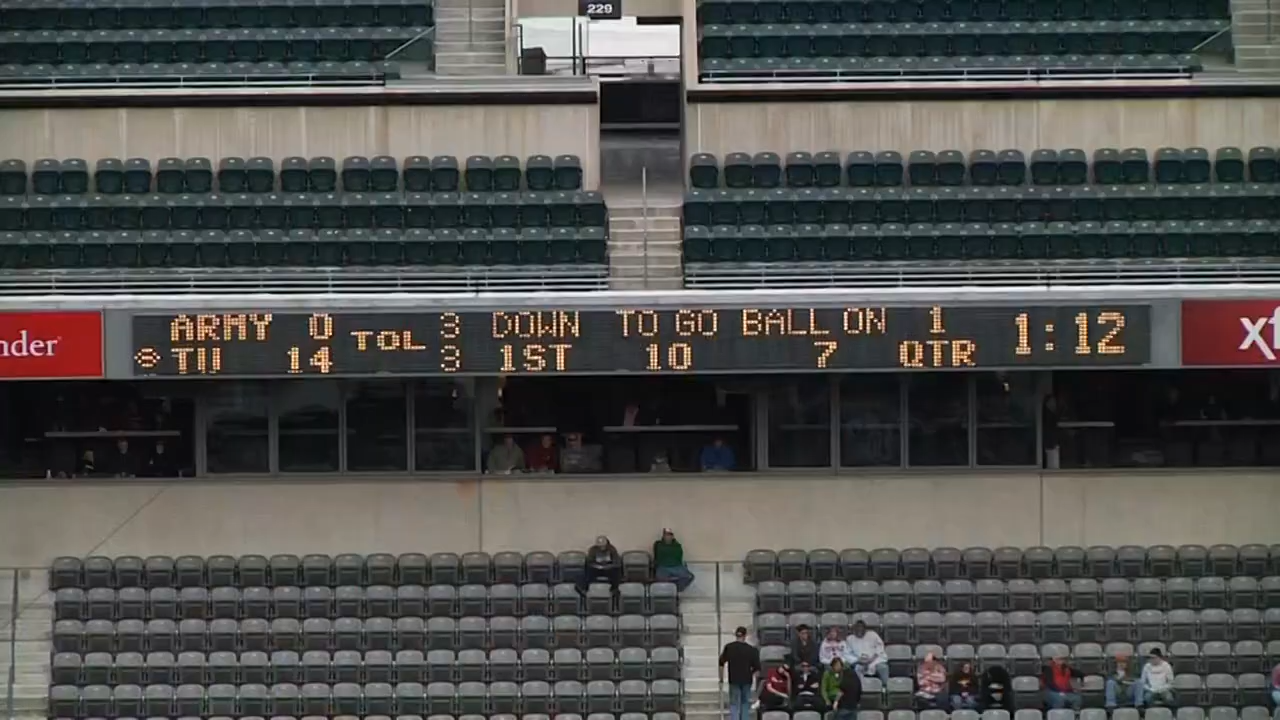 229
ARMY 0 TOL 3 DOWN TO GO BALL ON 1 1:12
TU 14 3 1ST 10 7 QTR
nder
xf